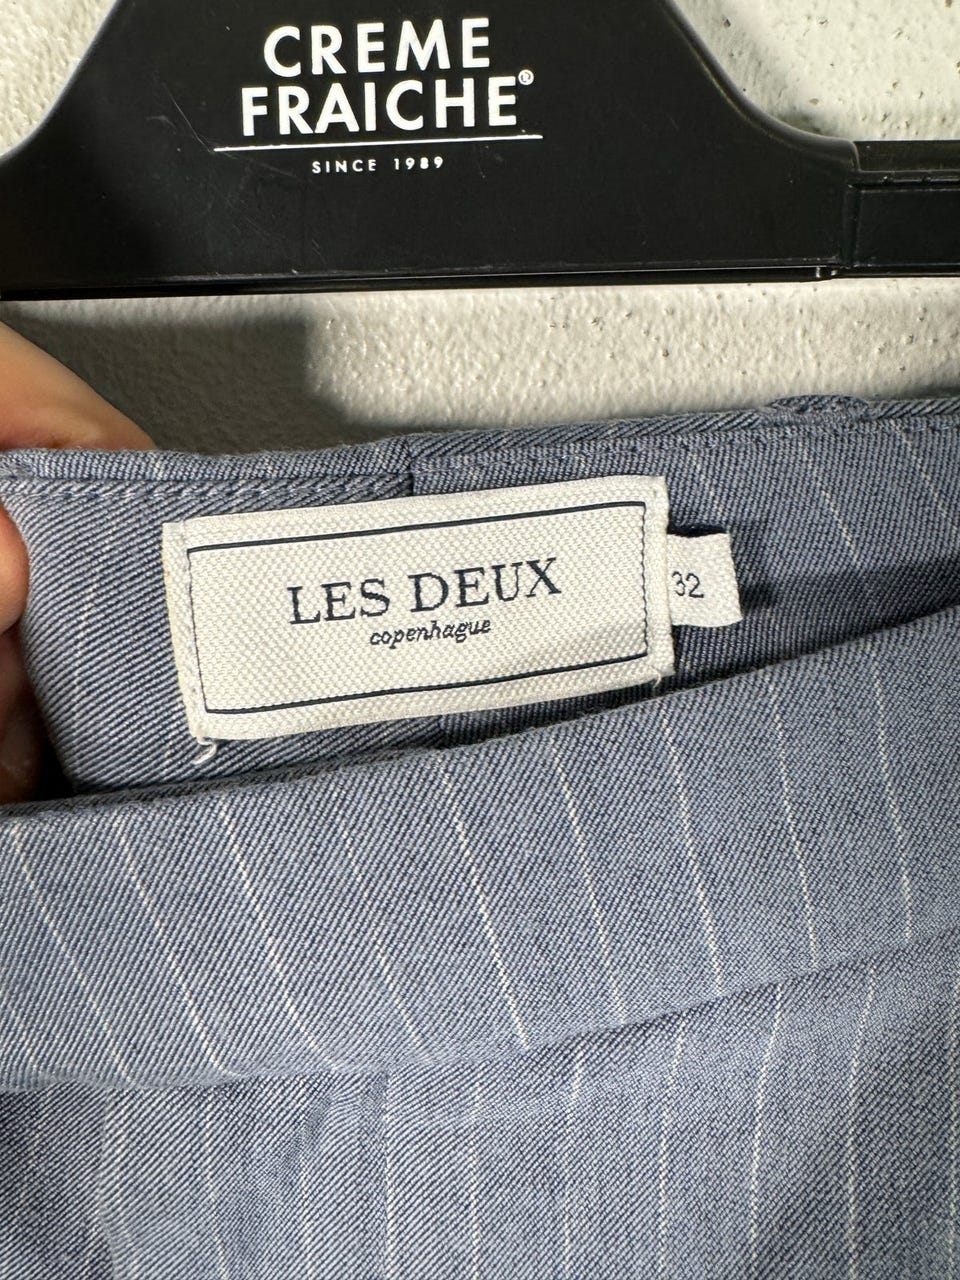 CREME
FRAICHE®
SINCE 1989
LES DEUX
copenhague
32